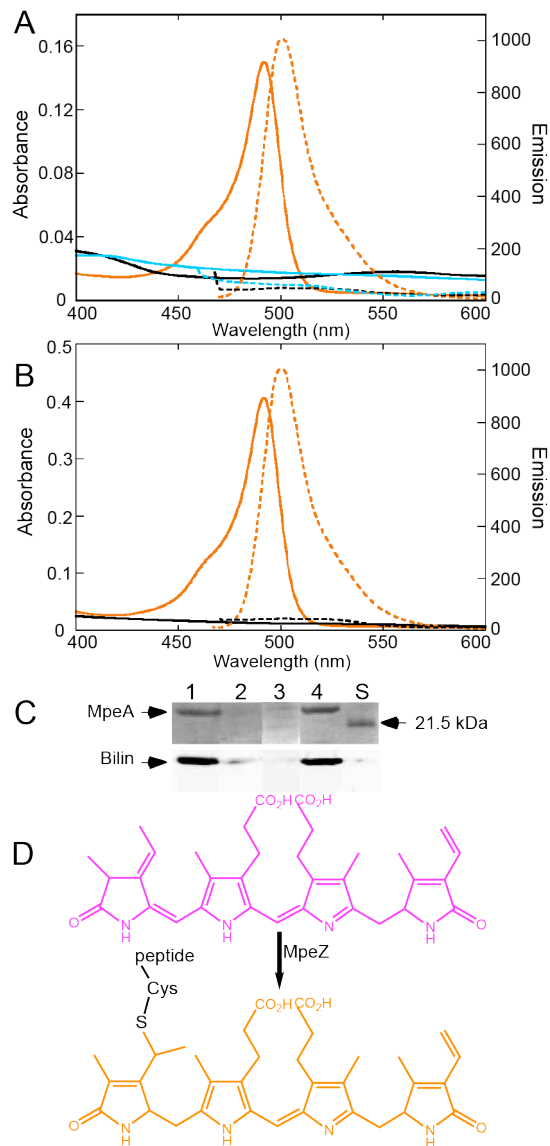 A
0.16
0.12
0.08
0.04
0
Absorbance
1000
800
600
400
200
0
Emission
400 450 500 550 600
Wavelength (nm)
B
0.5
0.4
0.3
0.2
0.1
0
Absorbance
1000
800
600
400
200
0
Emission
400 450 500 550 600
Wavelength (nm)
C
1 2 3 4 S
MpeA
21.5 kDa
Bilin
D
CO2H CO2H
O N H N H N N H O
MpeZ
peptide
Cys
S
CO2H CO2H
O N H N H N N H O